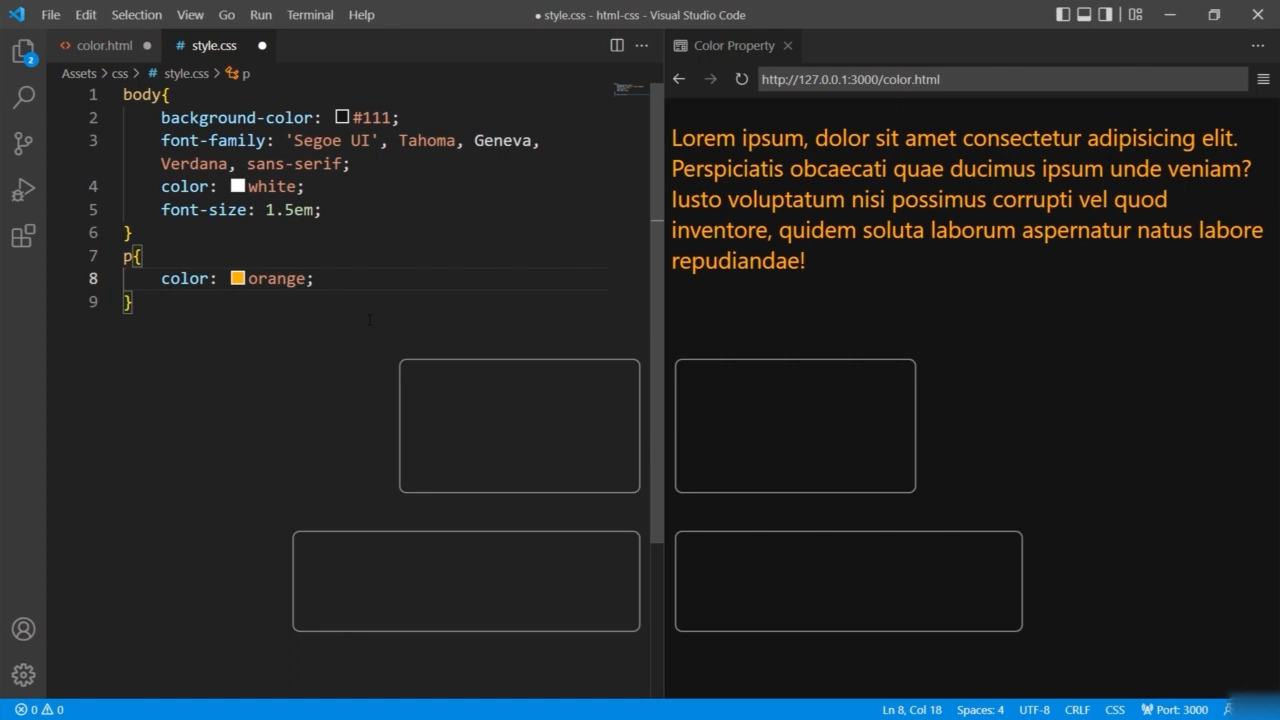 File Edit Selection View Go Run Terminal Help
● style.css - html-css - Visual Studio Code
color.html
# style.css
Color Property
Assets > css > # style.css > p
http://127.0.0.1:3000/color.html
2
1 body{
2 background-color: #111;
3 font-family: 'Segoe UI', Tahoma, Geneva,
Verdana, sans-serif;
4 color: white;
5 font-size: 1.5em;
6 }
7 p{
8 color: orange;
9 }
Lorem ipsum, dolor sit amet consectetur adipisicing elit.
Perspiciatis obcaecati quae ducimus ipsum unde veniam?
Iusto voluptatum nisi possimus corrupti vel quod
inventore, quidem soluta laborum aspernatur natus labore
repudiandae!
0 0
Ln 8, Col 18 Spaces: 4 UTF-8 CRLF CSS Port: 3000